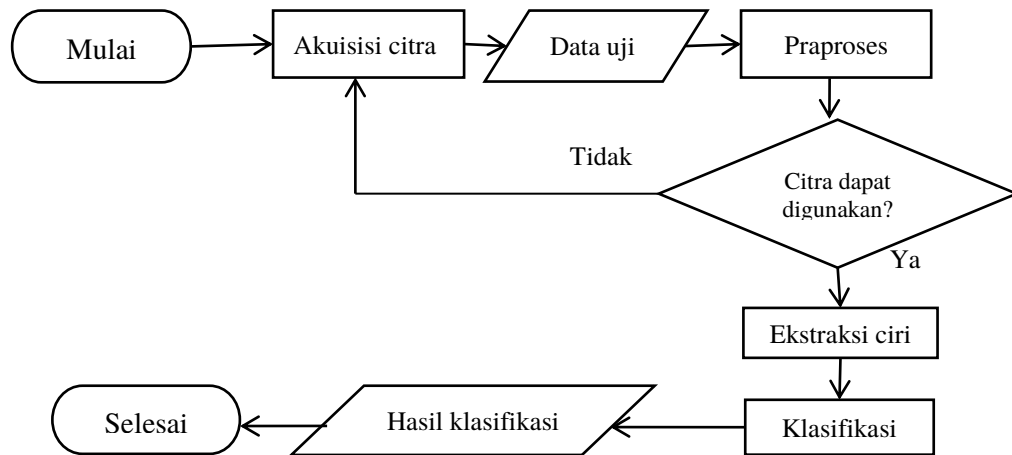 Mulai
Akuisisi citra
Data uji
Praproses
Tidak
Citra dapat
digunakan?
Ya
Ekstraksi ciri
Klasifikasi
Hasil klasifikasi
Selesai